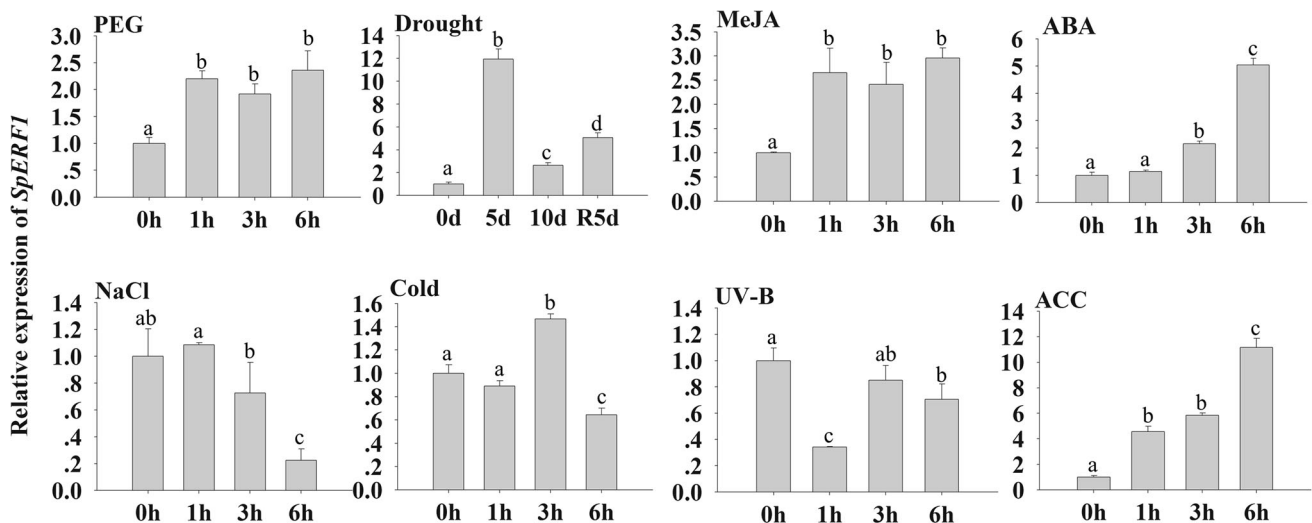 Relative expression of SpERF1
PEG
3.0
2.5
2.0
1.5
1.0
.5
0.0
a b b b
0h 1h 3h 6h
Drought
14
12
10
8
6
4
2
0
a b c d
0d 5d 10d R5d
MeJA
3.5
3.0
2.5
2.0
1.5
1.0
.5
0.0
a b b b
0h 1h 3h 6h
ABA
6
5
4
3
2
1
0
a a b c
0h 1h 3h 6h
NaCl
1.4
1.2
1.0
.8
.6
.4
.2
0.0
ab a b c
0h 1h 3h 6h
Cold
1.6
1.4
1.2
1.0
.8
.6
.4
.2
0.0
a a b c
0h 1h 3h 6h
UV-B
1.4
1.2
1.0
.8
.6
.4
.2
0.0
a c ab b
0h 1h 3h 6h
ACC
14
12
10
8
6
4
2
0
a b b c
0h 1h 3h 6h